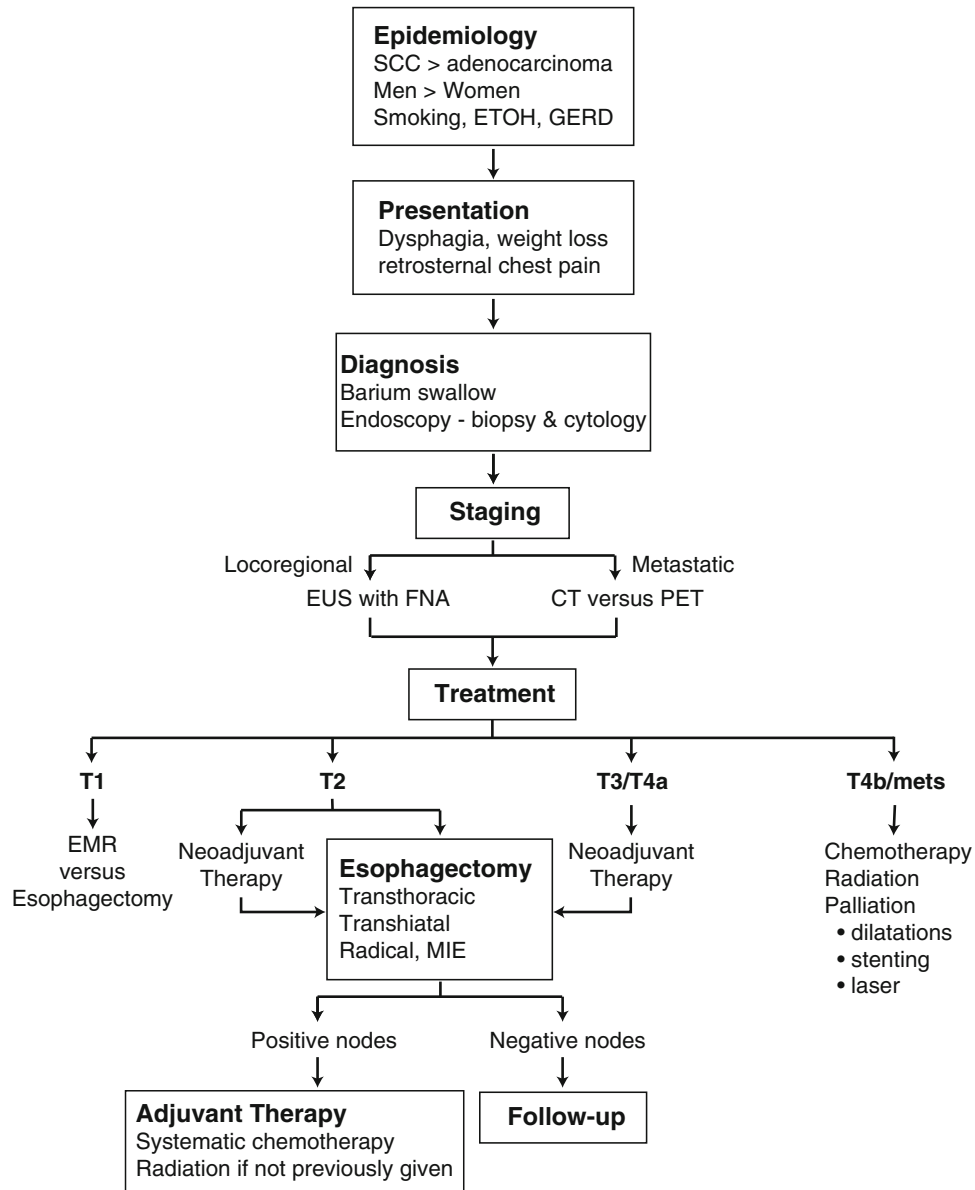 Epidemiology
SCC > adenocarcinoma
Men > Women
Smoking, ETOH, GERD
Presentation
Dysphagia, weight loss
retrosternal chest pain
Diagnosis
Barium swallow
Endoscopy - biopsy & cytology
Staging
Locoregional
Metastatic
EUS with FNA
CT versus PET
Treatment
T1
T2
T3/T4a
T4b/mets
EMR
versus
Esophagectomy
Neoadjuvant
Therapy
Esophagectomy
Transthoracic
Transhiatal
Radical, MIE
Neoadjuvant
Therapy
Chemotherapy
Radiation
Palliation
• dilatations
• stenting
• laser
Positive nodes
Negative nodes
Adjuvant Therapy
Systematic chemotherapy
Radiation if not previously given
Follow-up